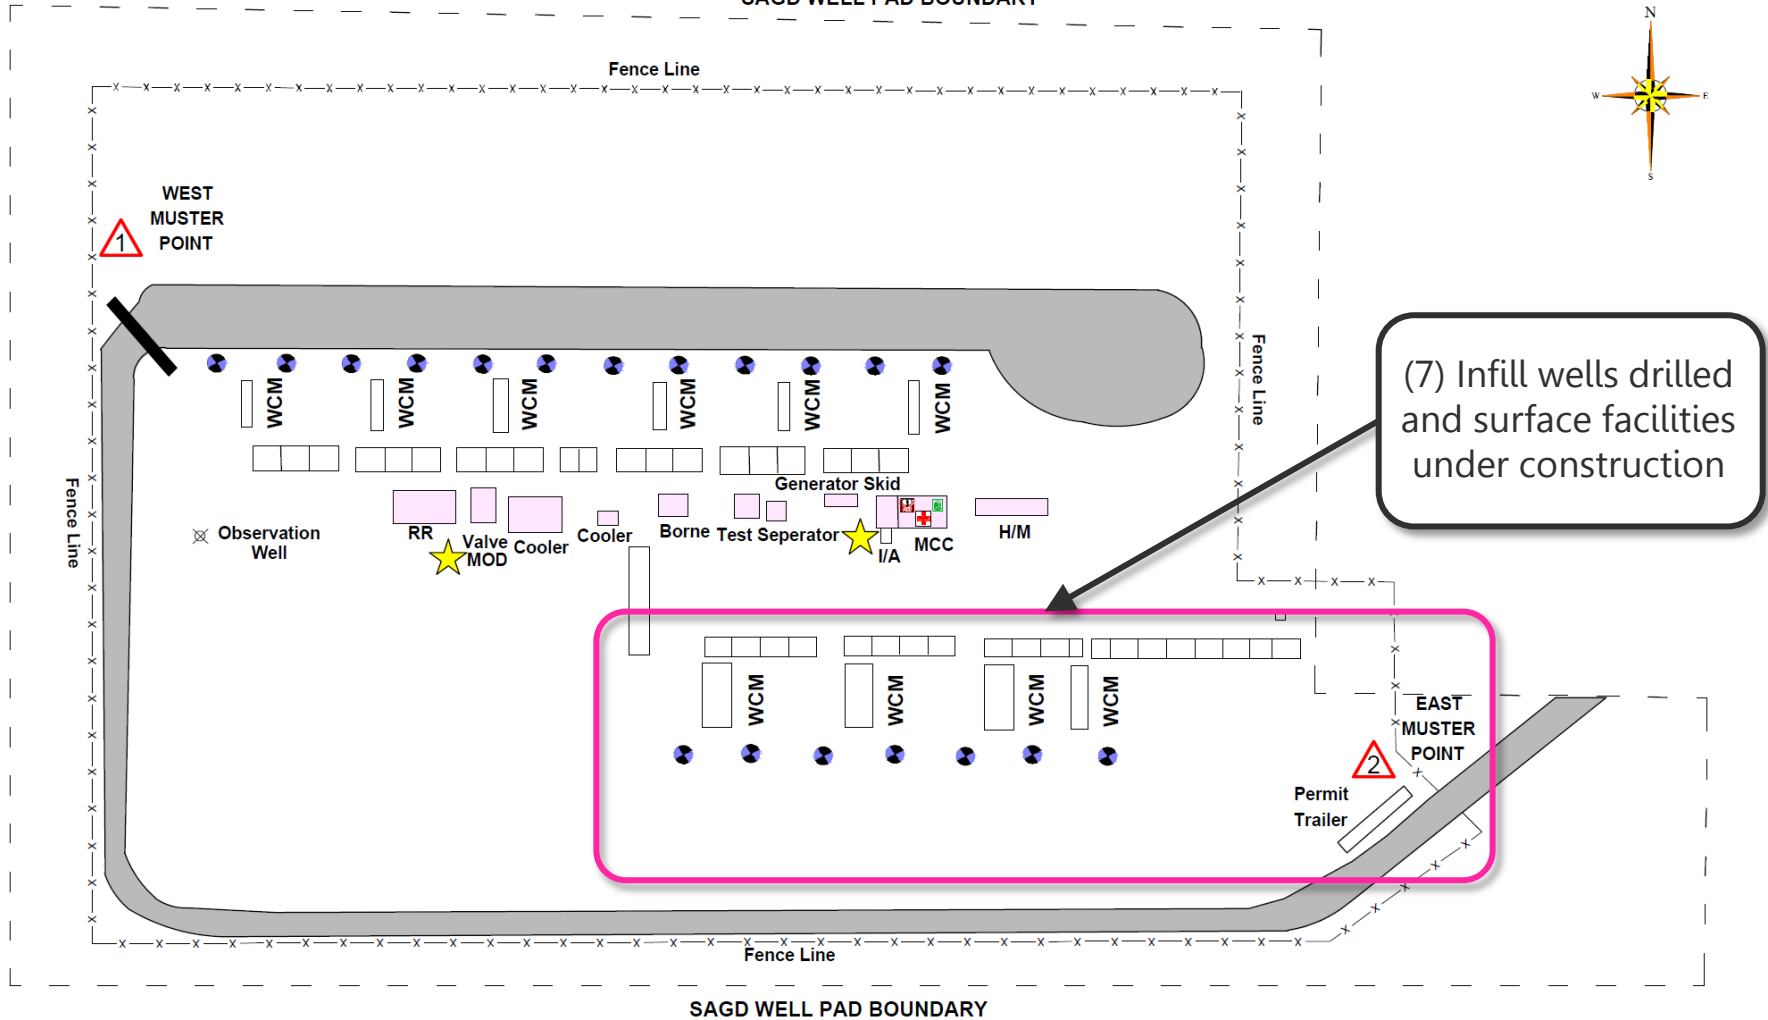 SAGD WELL PAD BOUNDARY
N
W
E
S
Fence Line
WEST
MUSTER
POINT
1
Fence Line
(7) Infill wells drilled
and surface facilities
under construction
WCM
WCM
WCM
WCM
WCM
WCM
Fence Line
Generator Skid
Observation
Well
RR
Valve
MOD
Cooler
Cooler
Borne
Test Seperator
I/A
MCC
H/M
WCM
WCM
WCM
WCM
EAST
MUSTER
POINT
2
Permit
Trailer
Fence Line
SAGD WELL PAD BOUNDARY